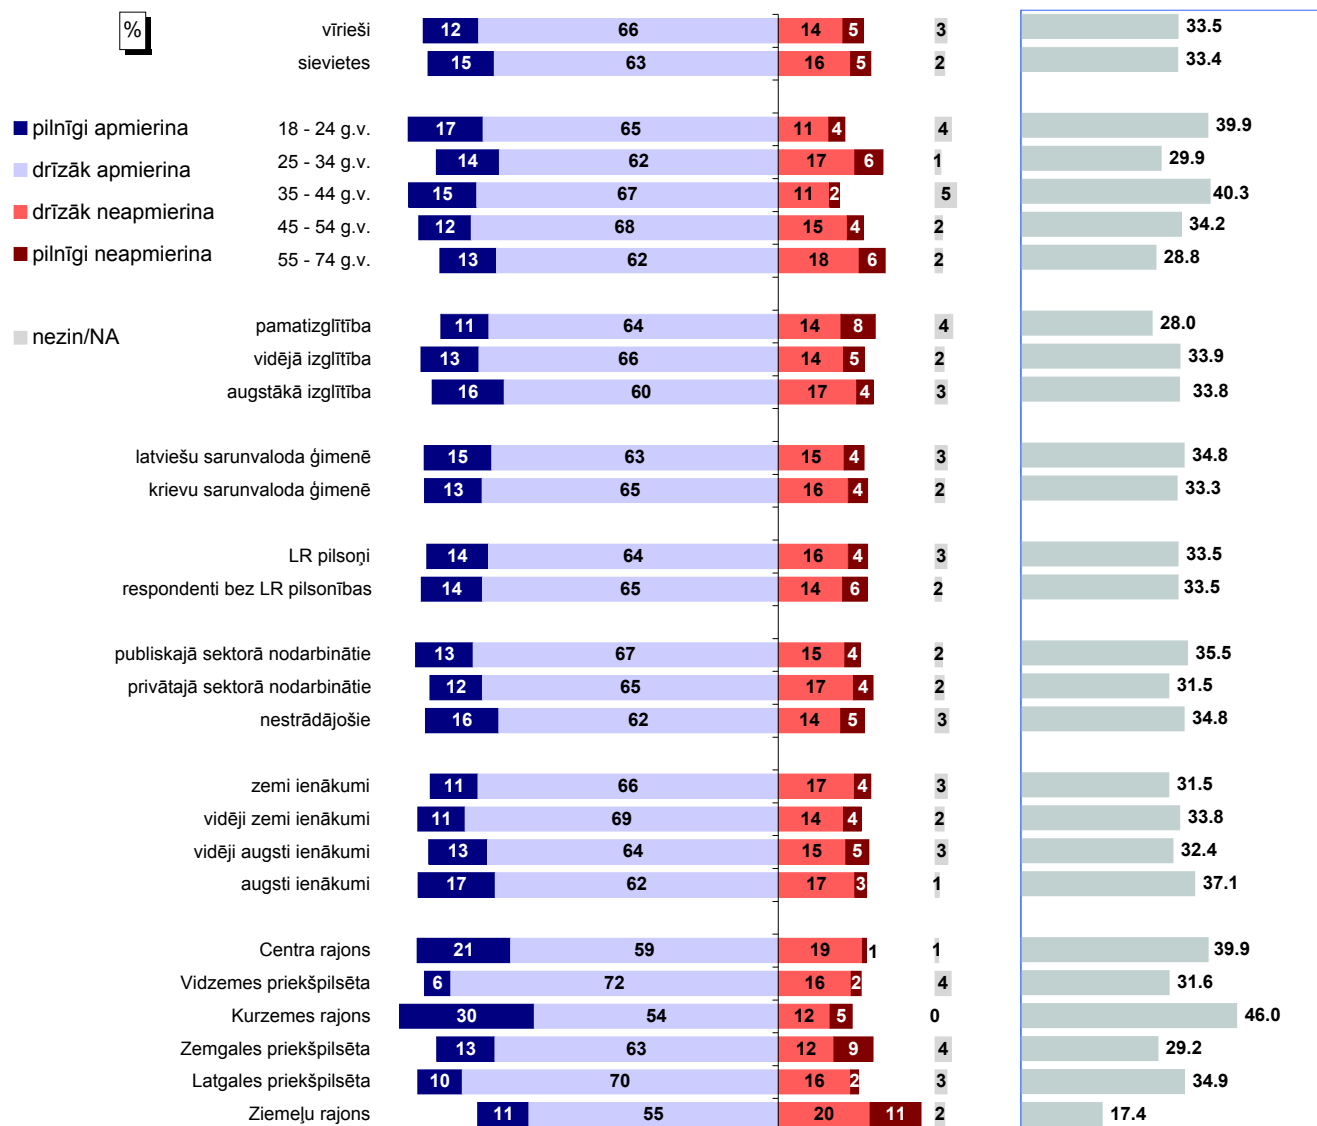 %
vīrieši 12 66 14 5 3 33.5
sievietes 15 63 16 5 2 33.4
pilnīgi apmierina
drīzāk apmierina
drīzāk neapmierina
pilnīgi neapmierina
nezin/NA
18 - 24 g.v. 17 65 11 4 4 39.9
25 - 34 g.v. 14 62 17 6 1 29.9
35 - 44 g.v. 15 67 11 2 5 40.3
45 - 54 g.v. 12 68 15 4 2 34.2
55 - 74 g.v. 13 62 18 6 2 28.8
pamatizglītība 11 64 14 8 4 28.0
vidējā izglītība 13 66 14 5 2 33.9
augstākā izglītība 16 60 17 4 3 33.8
latviešu sarunvaloda ģimenē 15 63 15 4 3 34.8
krievu sarunvaloda ģimenē 13 65 16 4 2 33.3
LR pilsoņi 14 64 16 4 3 33.5
respondenti bez LR pilsonības 14 65 14 6 2 33.5
publiskajā sektorā nodarbinātie 13 67 15 4 2 35.5
privātajā sektorā nodarbinātie 12 65 17 4 2 31.5
nestrādājošie 16 62 14 5 3 34.8
zemi ienākumi 11 66 17 4 3 31.5
vidēji zemi ienākumi 11 69 14 4 2 33.8
vidēji augsti ienākumi 13 64 15 5 3 32.4
augsti ienākumi 17 62 17 3 1 37.1
Centra rajons 21 59 19 1 1 39.9
Vidzemes priekšpilsēta 6 72 16 2 4 31.6
Kurzemes rajons 30 54 12 5 0 46.0
Zemgales priekšpilsēta 13 63 12 9 4 29.2
Latgales priekšpilsēta 10 70 16 2 3 34.9
Ziemeļu rajons 11 55 20 11 2 17.4